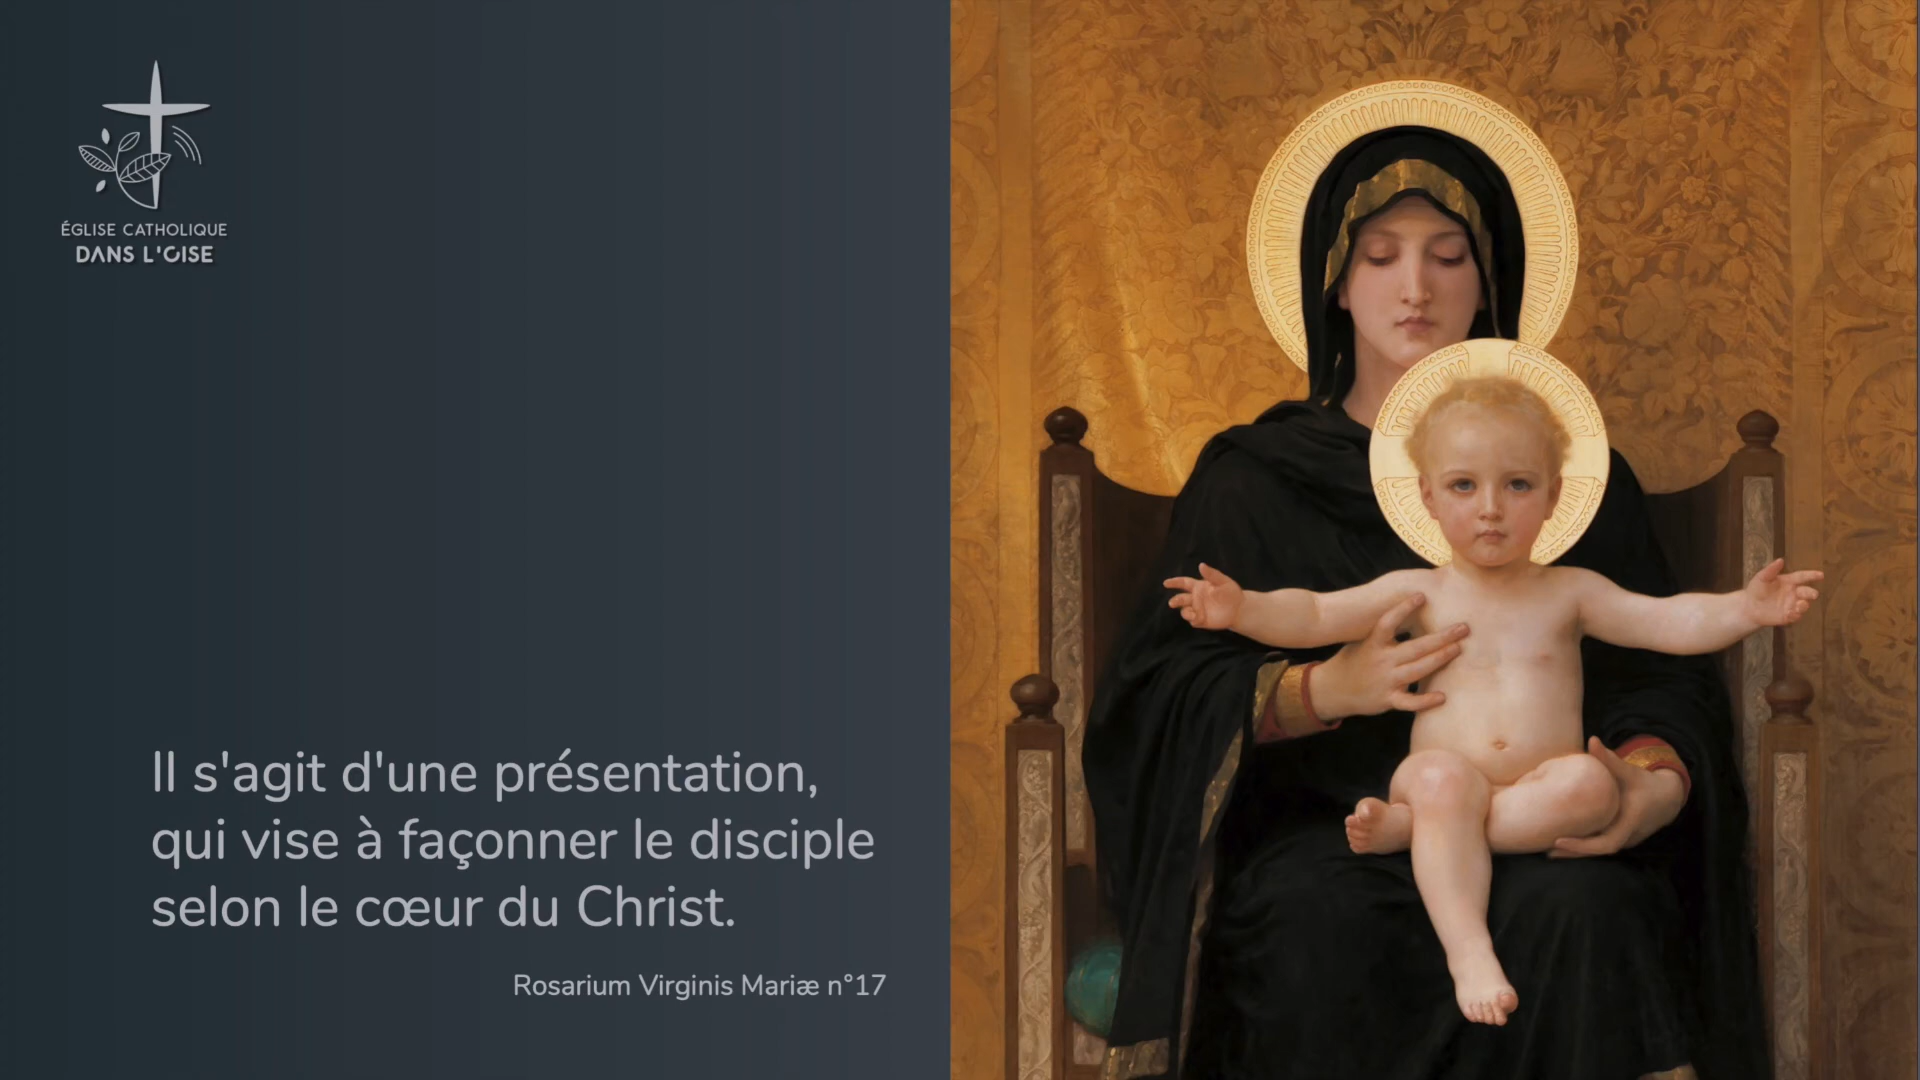 ÉGLISE CATHOLIQUE
DANS L'OISE
Il s'agit d'une présentation,
qui vise à façonner le disciple
selon le cœur du Christ.
Rosarium Virginis Mariæ n°17